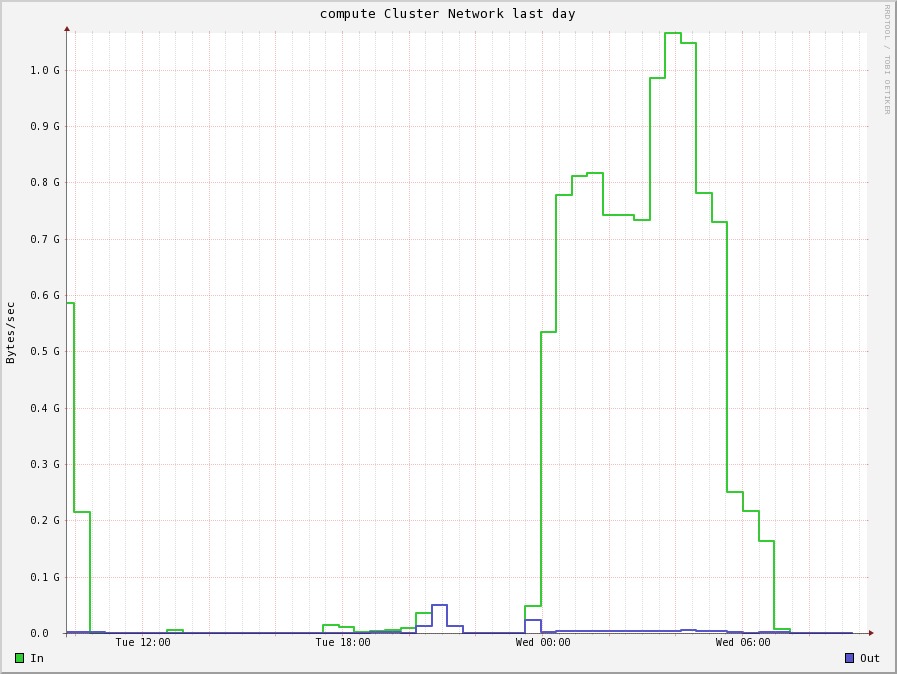 compute Cluster Network last day
RRDTOOL / TOBI OETIKER
Bytes/sec
1.0 G
0.9 G
0.8 G
0.7 G
0.6 G
0.5 G
0.4 G
0.3 G
0.2 G
0.1 G
0.0
Tue 12:00 Tue 18:00 Wed 00:00 Wed 06:00
In Out